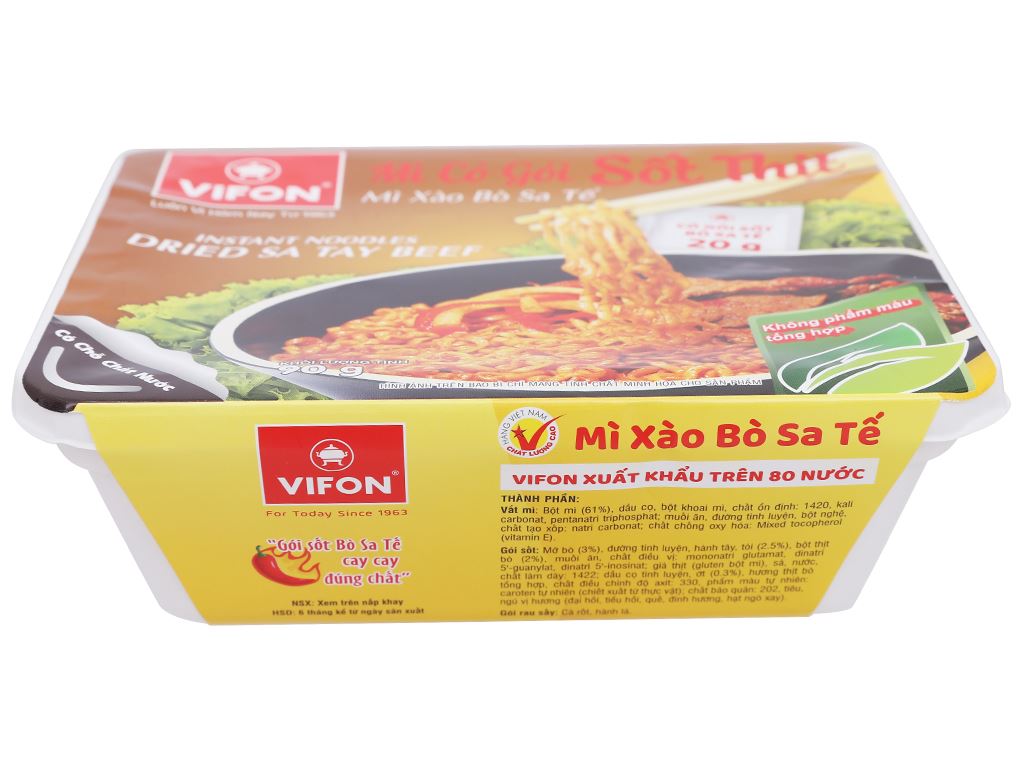 VIFON®
Luôn Vì Hôm Nay Từ 1963
Mì Có Gói Sốt Thịt
Mì Xào Bò Sa Tế
INSTANT NOODLES
DRIED SA TAY BEEF
CÓ GÓI SỐT
BÒ SA TẾ
20 g
Không phẩm màu
tổng hợp
Có Chỗ Chắt Nước
KHỐI LƯỢNG TỊNH
90 g
HÌNH ẢNH TRÊN BAO BÌ CHỈ MANG TÍNH CHẤT MINH HỌA CHO SẢN PHẨM
VIFON®
For Today Since 1963
"Gói sốt Bò Sa Tế
cay cay
đúng chất"
NSX: Xem trên nắp khay
HSD: 6 tháng kể từ ngày sản xuất
HÀNG VIỆT NAM
CHẤT LƯỢNG CAO
Mì Xào Bò Sa Tế
VIFON XUẤT KHẨU TRÊN 80 NƯỚC
THÀNH PHẦN:
Vắt mì: Bột mì (61%), dầu cọ, bột khoai mì, chất ổn định: 1420, kali
carbonat, pentanatri triphosphat; muối ăn, đường tinh luyện, bột nghệ,
chất tạo xốp: natri carbonat; chất chống oxy hóa: Mixed tocopherol
(vitamin E).
Gói sốt: Mỡ bò (3%), đường tinh luyện, hành tây, tỏi (2.5%), bột thịt
bò (2%), muối ăn, chất điều vị: mononatri glutamat, dinatri
5'-guanylat, dinatri 5'-inosinat; giả thịt (gluten bột mì), sả, nước,
chất làm dày: 1422; dầu cọ tinh luyện, ớt (0.3%), hương thịt bò
tổng hợp, chất điều chỉnh độ axit: 330, phẩm màu tự nhiên:
caroten tự nhiên (chiết xuất từ thực vật); chất bảo quản: 202, tiêu,
ngũ vị hương (đại hồi, tiểu hồi, quế, đinh hương, hạt ngò xay).
Gói rau sấy: Cà rốt, hành lá.